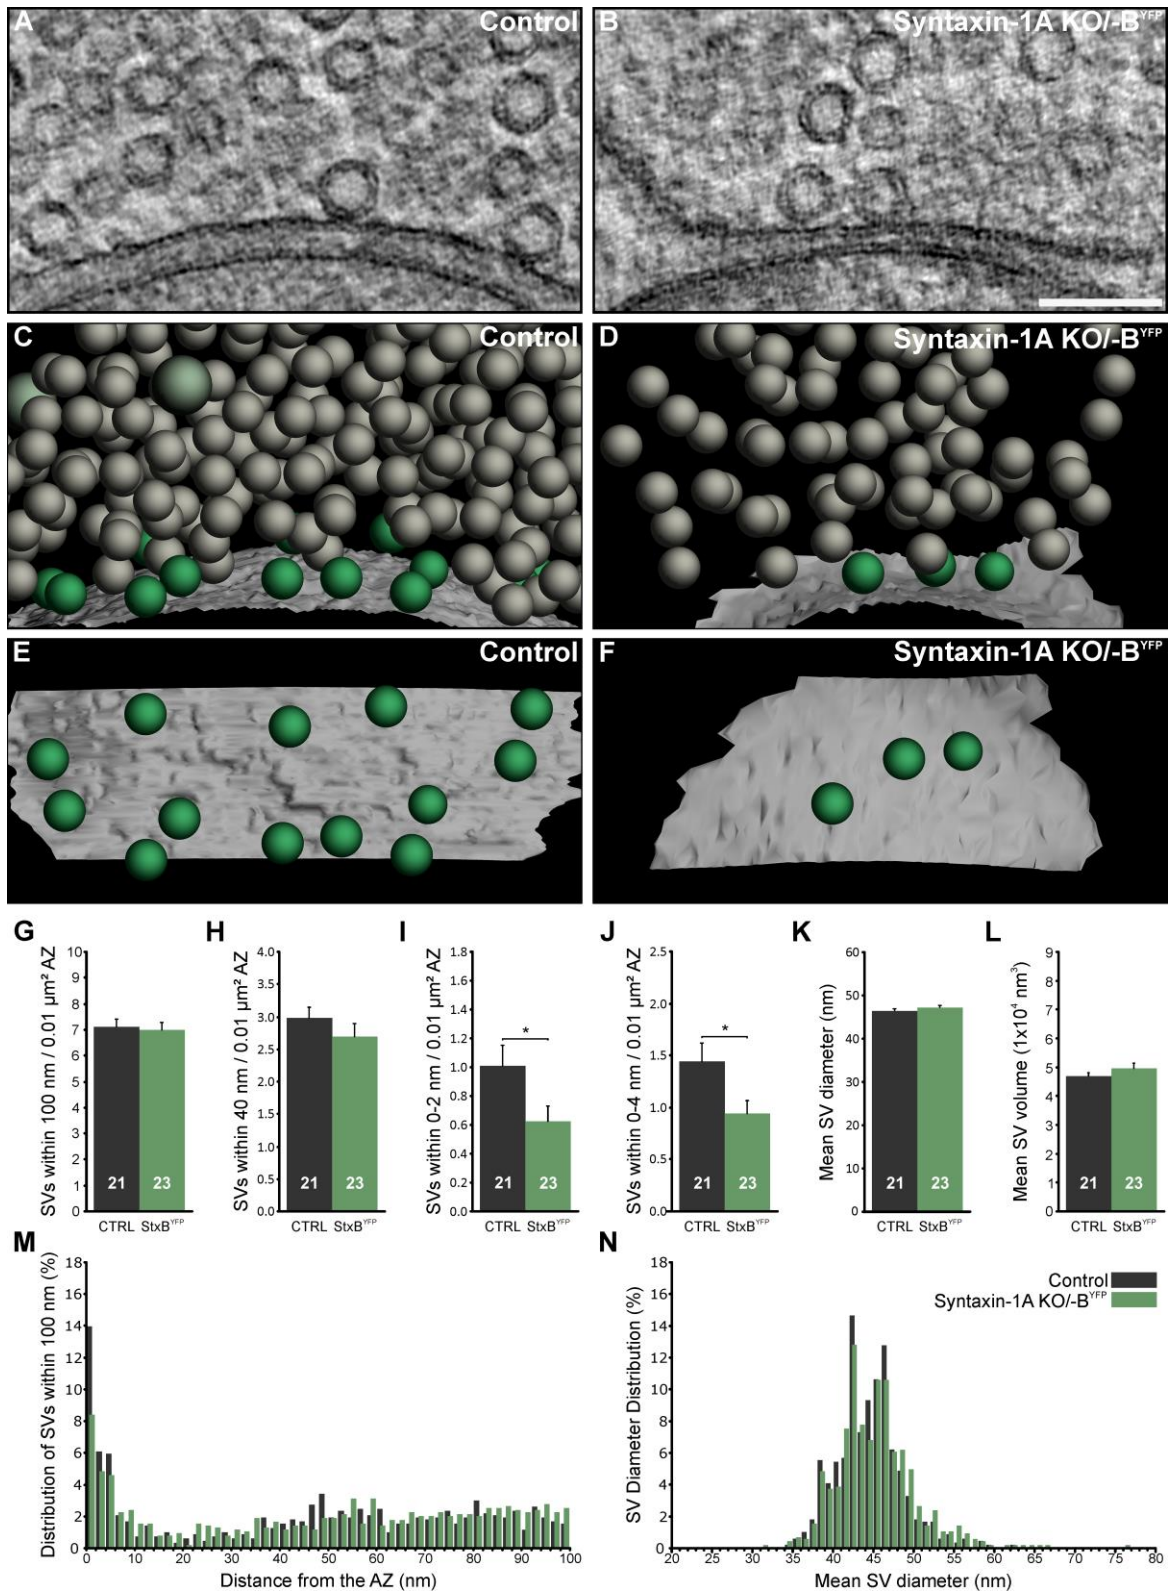 A Control
B Syntaxin-1A KO/-B^YFP
C Control
D Syntaxin-1A KO/-B^YFP
E Control
F Syntaxin-1A KO/-B^YFP
G
SVs within 100 nm / 0.01 µm² AZ
10
9
8
7
6
5
4
3
2
1
0
21 23
CTRL StxB^YFP
H
SVs within 40 nm / 0.01 µm² AZ
4.0
3.5
3.0
2.5
2.0
1.5
1.0
0.5
0.0
21 23
CTRL StxB^YFP
I
SVs within 0-2 nm / 0.01 µm² AZ
1.8
1.6
1.4
1.2
1.0
0.8
0.6
0.4
0.2
0.0
*
21 23
CTRL StxB^YFP
J
SVs within 0-4 nm / 0.01 µm² AZ
2.5
2.0
1.5
1.0
0.5
0.0
*
21 23
CTRL StxB^YFP
K
Mean SV diameter (nm)
60
50
40
30
20
10
0
21 23
CTRL StxB^YFP
L
Mean SV volume (1x10⁴ nm³)
9
8
7
6
5
4
3
2
1
0
21 23
CTRL StxB^YFP
M
Distribution of SVs within 100 nm (%)
18
16
14
12
10
8
6
4
2
0
0 10 20 30 40 50 60 70 80 90 100
Distance from the AZ (nm)
N
SV Diameter Distribution (%)
18
16
14
12
10
8
6
4
2
0
Control
Syntaxin-1A KO/-B^YFP
20 25 30 35 40 45 50 55 60 65 70 75 80
Mean SV diameter (nm)